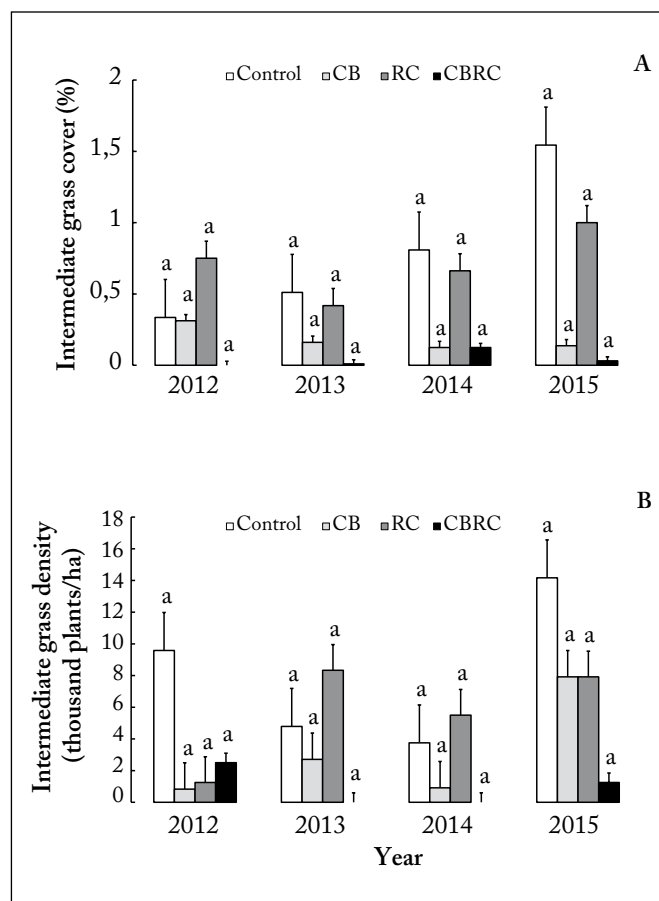 A
Control CB RC CBRC
Intermediate grass cover (%)
2
1,5
1
0,5
0
a a a a
a a a a
a a a a
a a a a
2012 2013 2014 2015
B
Control CB RC CBRC
Intermediate grass density
(thousand plants/ha)
18
16
14
12
10
8
6
4
2
0
a a a a
a a a a
a a a a
a a a a
2012 2013 2014 2015
Year